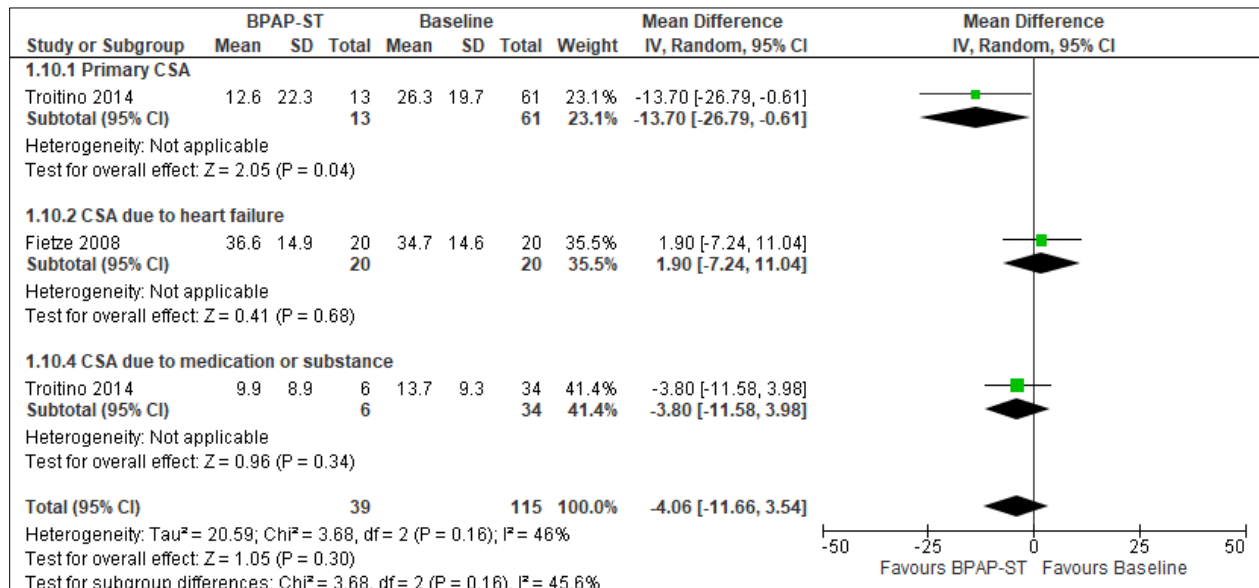 BPAP-ST Baseline Mean Difference Mean Difference
Study or Subgroup Mean SD Total Mean SD Total Weight IV, Random, 95% CI IV, Random, 95% CI
1.10.1 Primary CSA
Troitino 2014 12.6 22.3 13 26.3 19.7 61 23.1% -13.70 [-26.79, -0.61]
Subtotal (95% CI) 13 61 23.1% -13.70 [-26.79, -0.61]
Heterogeneity: Not applicable
Test for overall effect: Z = 2.05 (P = 0.04)
1.10.2 CSA due to heart failure
Fietze 2008 36.6 14.9 20 34.7 14.6 20 35.5% 1.90 [-7.24, 11.04]
Subtotal (95% CI) 20 20 35.5% 1.90 [-7.24, 11.04]
Heterogeneity: Not applicable
Test for overall effect: Z = 0.41 (P = 0.68)
1.10.4 CSA due to medication or substance
Troitino 2014 9.9 8.9 6 13.7 9.3 34 41.4% -3.80 [-11.58, 3.98]
Subtotal (95% CI) 6 34 41.4% -3.80 [-11.58, 3.98]
Heterogeneity: Not applicable
Test for overall effect: Z = 0.96 (P = 0.34)
Total (95% CI) 39 115 100.0% -4.06 [-11.66, 3.54]
Heterogeneity: Tau² = 20.59; Chi² = 3.68, df = 2 (P = 0.16); I² = 46%
Test for overall effect: Z = 1.05 (P = 0.30)
Test for subgroup differences: Chi² = 3.68, df = 2 (P = 0.16), I² = 45.6%
-50 -25 0 25 50
Favours BPAP-ST Favours Baseline